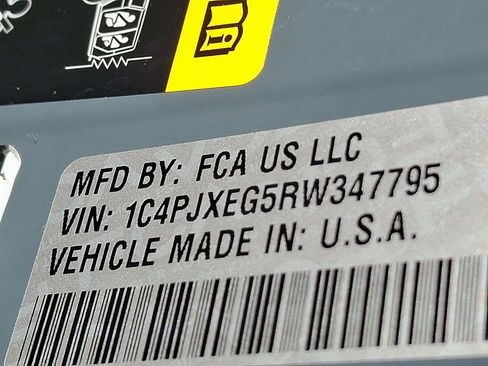 MFD BY: FCA US LLC
VIN: 1C4PJXEG5RW347795
VEHICLE MADE IN: U.S.A.